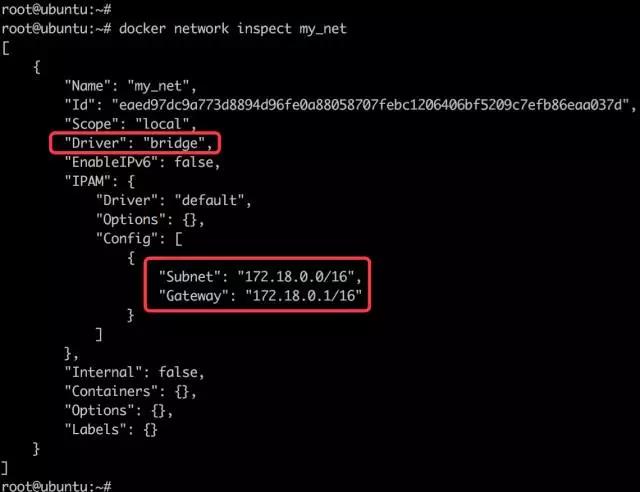 root@ubuntu:~#
root@ubuntu:~# docker network inspect my_net
[
    {
        "Name": "my_net",
        "Id": "eaed97dc9a773d8894d96fe0a88058707febc1206406bf5209c7efb86eaa037d",
        "Scope": "local",
        "Driver": "bridge",
        "EnableIPv6": false,
        "IPAM": {
            "Driver": "default",
            "Options": {},
            "Config": [
                {
                    "Subnet": "172.18.0.0/16",
                    "Gateway": "172.18.0.1/16"
                }
            ]
        },
        "Internal": false,
        "Containers": {},
        "Options": {},
        "Labels": {}
    }
]
root@ubuntu:~#